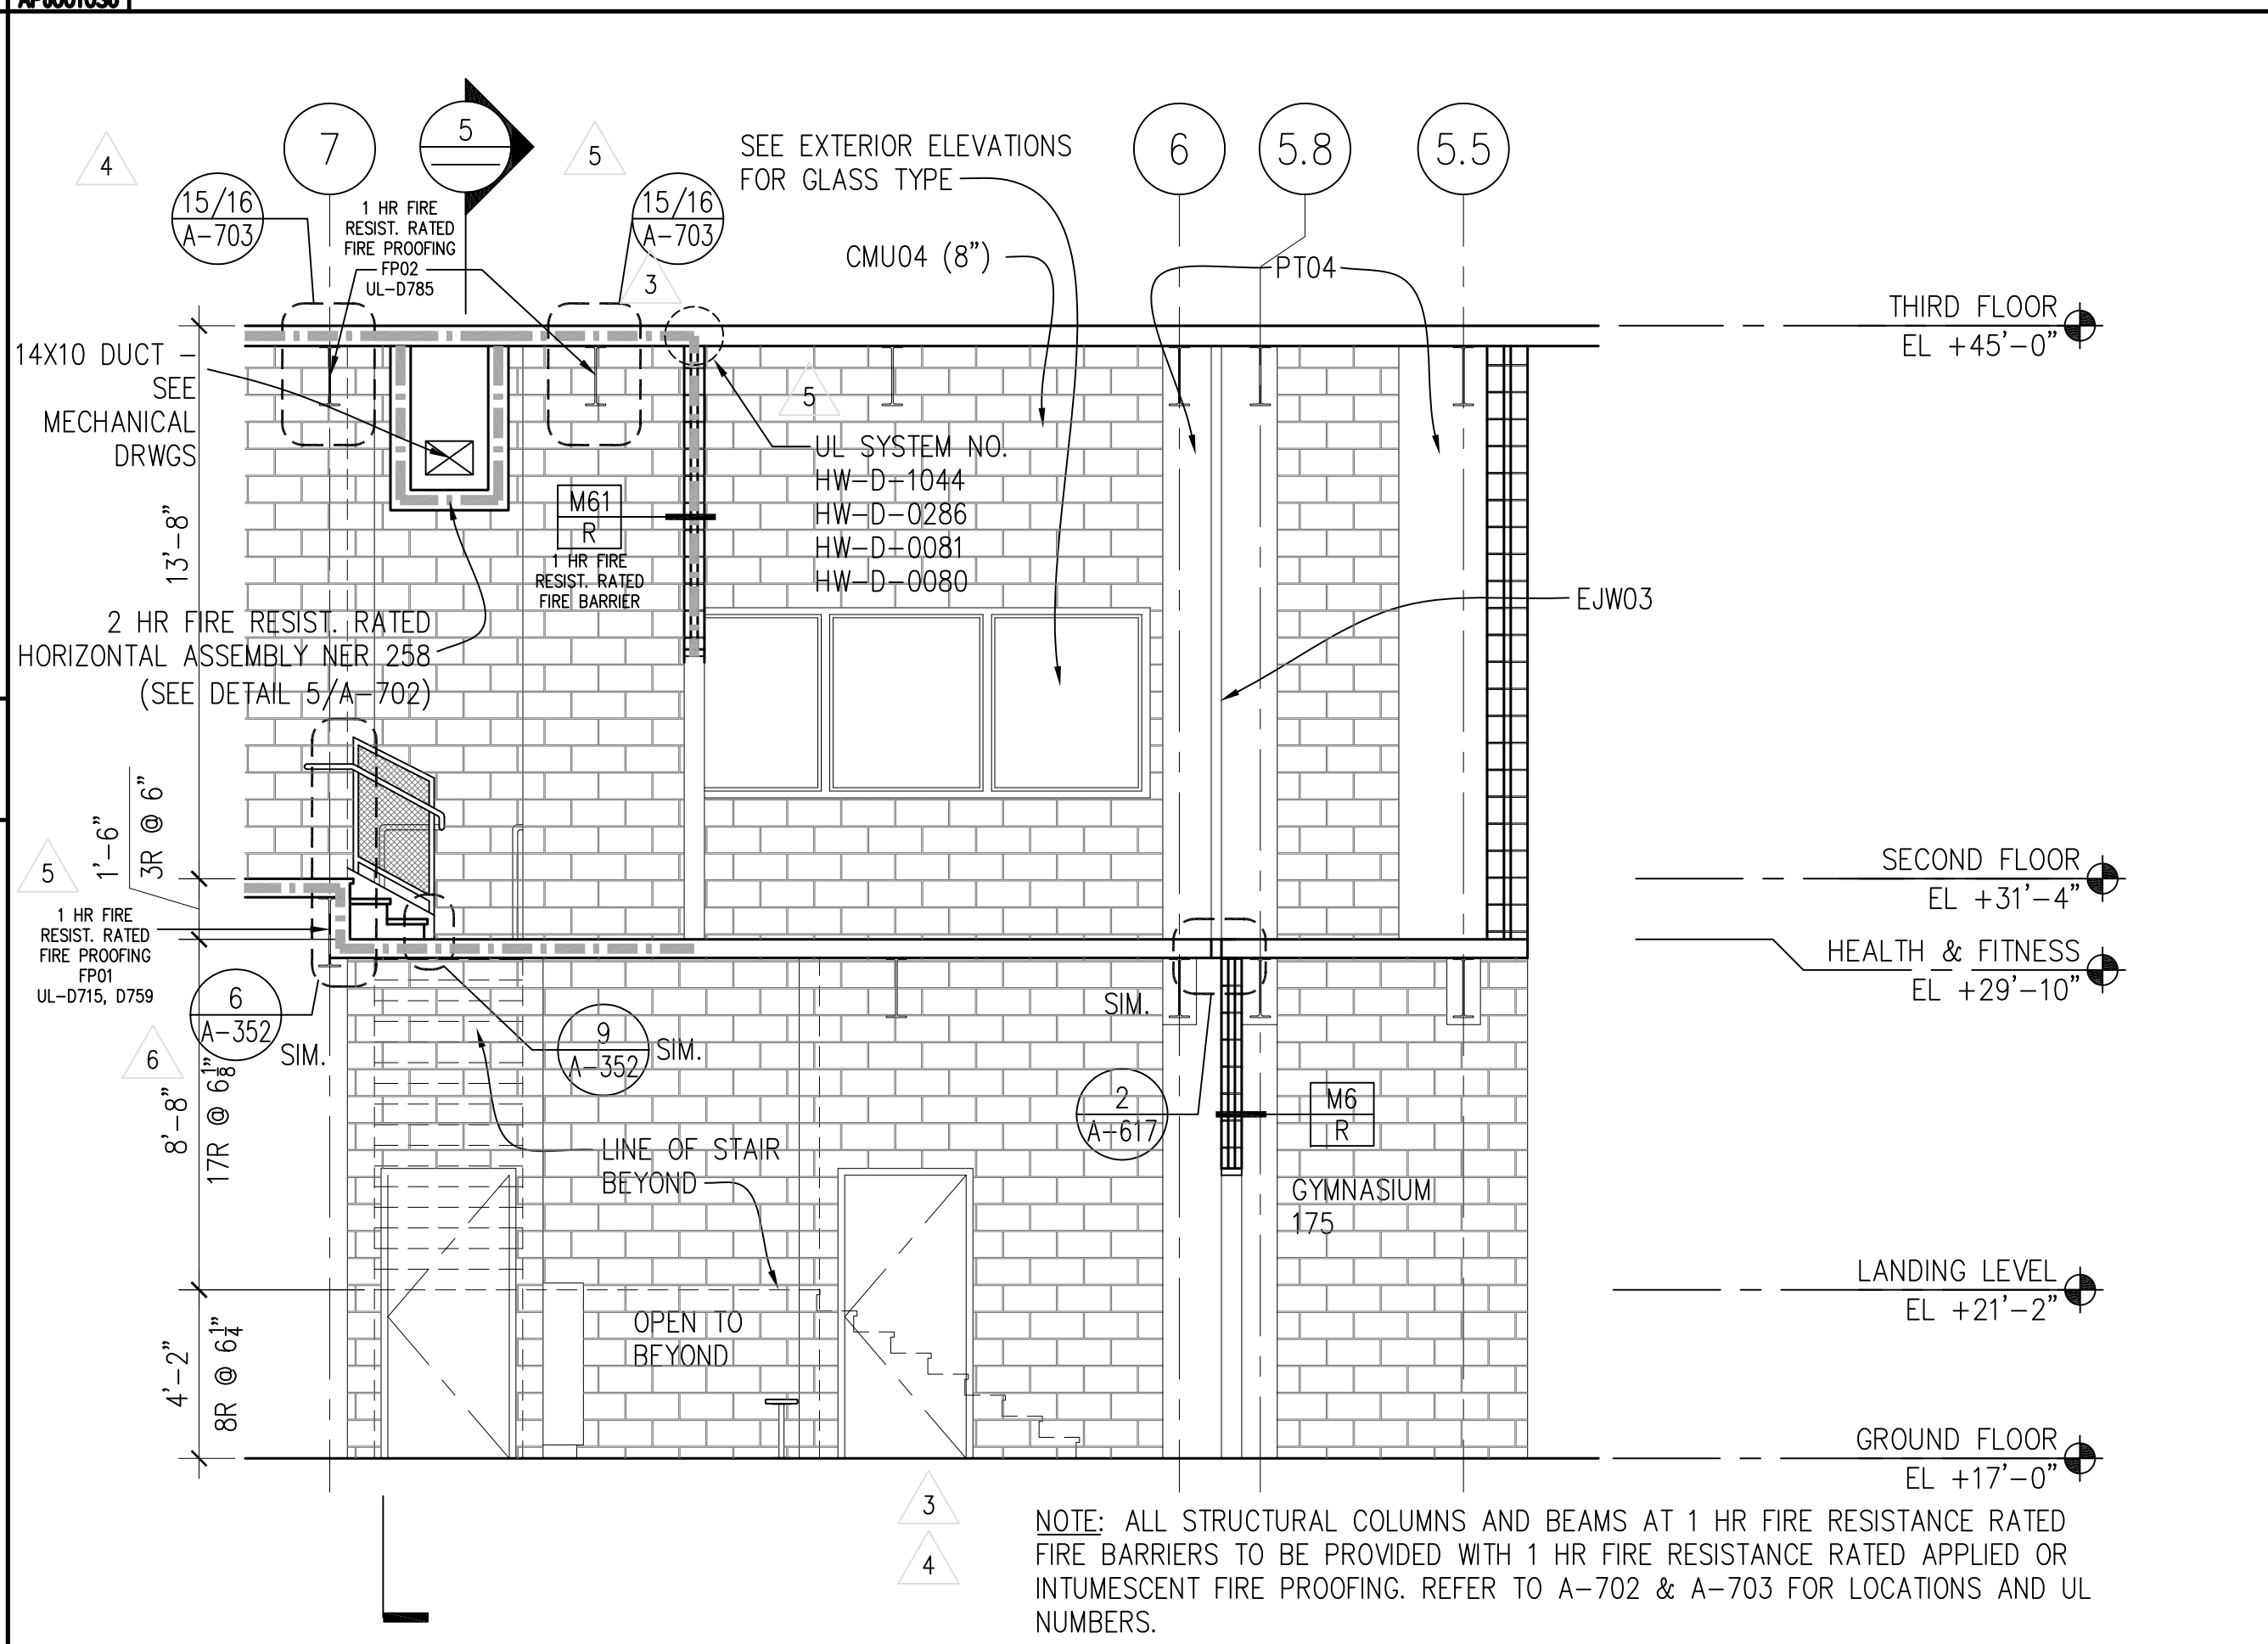 4
7
5
5
SEE EXTERIOR ELEVATIONS
FOR GLASS TYPE
6
5.8
5.5
15/16
A-703
1 HR FIRE
RESIST. RATED
FIRE PROOFING
FP02
UL-D785
15/16
A-703
3
CMU04 (8")
PT04
THIRD FLOOR
EL +45'-0"
14X10 DUCT -
SEE
MECHANICAL
DRWGS
5
UL SYSTEM NO.
HW-D-1044
HW-D-0286
HW-D-0081
HW-D-0080
M61
R
1 HR FIRE
RESIST. RATED
FIRE BARRIER
13'-8"
EJW03
2 HR FIRE RESIST. RATED
HORIZONTAL ASSEMBLY NER 258
(SEE DETAIL 5/A-702)
1'-6"
3R @ 6"
5
SECOND FLOOR
EL +31'-4"
1 HR FIRE
RESIST. RATED
FIRE PROOFING
FP01
UL-D715, D759
HEALTH & FITNESS
EL +29'-10"
6
A-352
SIM.
9
A-352
SIM.
SIM.
6
8'-8"
17R @ 6 1/8"
2
A-617
M6
R
LINE OF STAIR
BEYOND
GYMNASIUM
175
LANDING LEVEL
EL +21'-2"
OPEN TO
BEYOND
4'-2"
8R @ 6 1/4"
GROUND FLOOR
EL +17'-0"
3
4
NOTE: ALL STRUCTURAL COLUMNS AND BEAMS AT 1 HR FIRE RESISTANCE RATED
FIRE BARRIERS TO BE PROVIDED WITH 1 HR FIRE RESISTANCE RATED APPLIED OR
INTUMESCENT FIRE PROOFING. REFER TO A-702 & A-703 FOR LOCATIONS AND UL
NUMBERS.